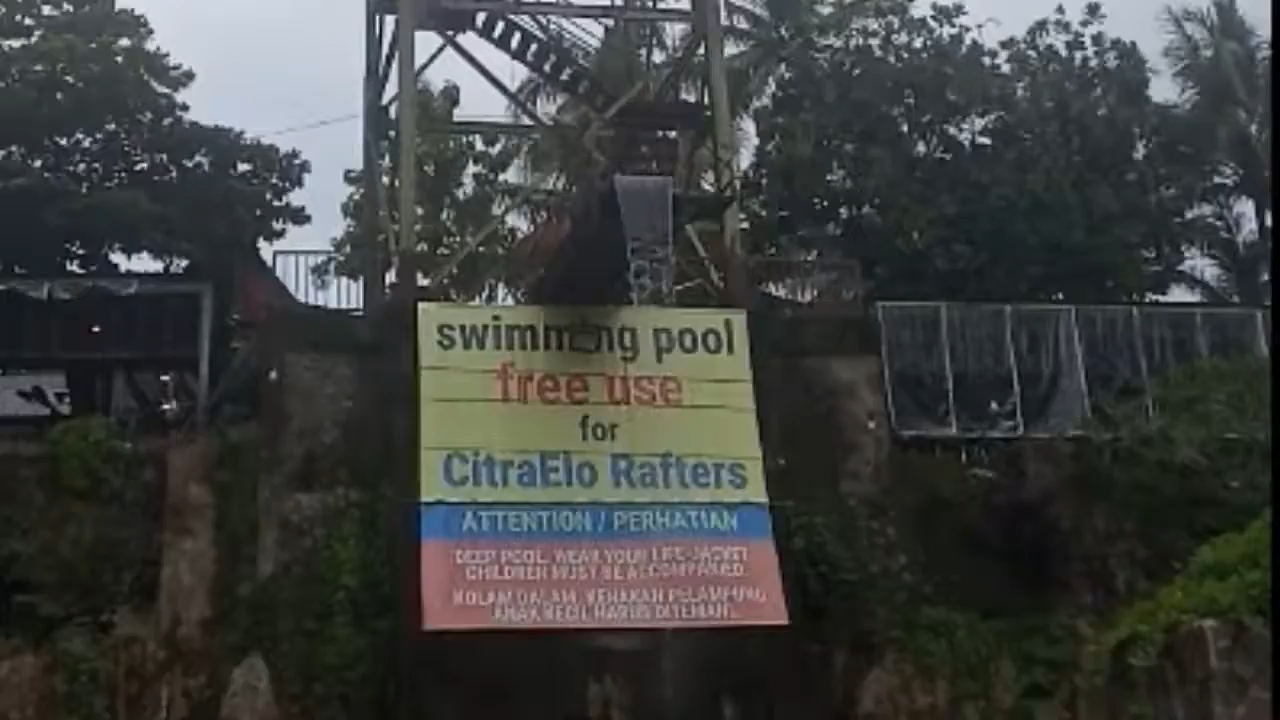 swimming pool
free use
for
CitraElo Rafters
ATTENTION / PERHATIAN
DEEP POOL, WEAR YOUR LIFE-JACKET
CHILDREN MUST BE ACCOMPANIED.
KOLAM DALAM, KENAKAN PELAMPUNG
ANAK KECIL HARUS DITEMANI.